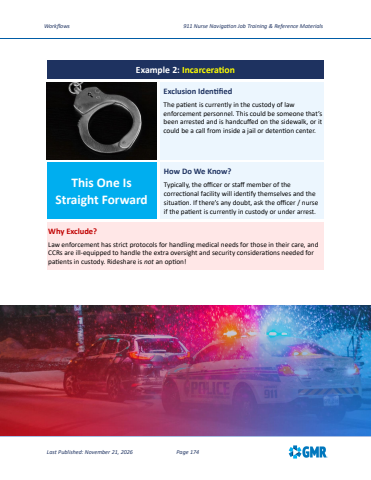 Workflows
911 Nurse Navigation Job Training & Reference Materials
Example 2: Incarceration
Exclusion Identified
The patient is currently in the custody of law
enforcement personnel. This could be someone that's
been arrested and is handcuffed on the sidewalk, or it
could be a call from inside a jail or detention center.
This One Is
Straight Forward
How Do We Know?
Typically, the officer or staff member of the
correctional facility will identify themselves and the
situation. If there's any doubt, ask the officer / nurse
if the patient is currently in custody or under arrest.
Why Exclude?
Law enforcement has strict protocols for handling medical needs for those in their care, and
CCRs are ill-equipped to handle the extra oversight and security considerations needed for
patients in custody. Rideshare is not an option!
POLICE
Last Published: November 21, 2026
Page 174
GMR